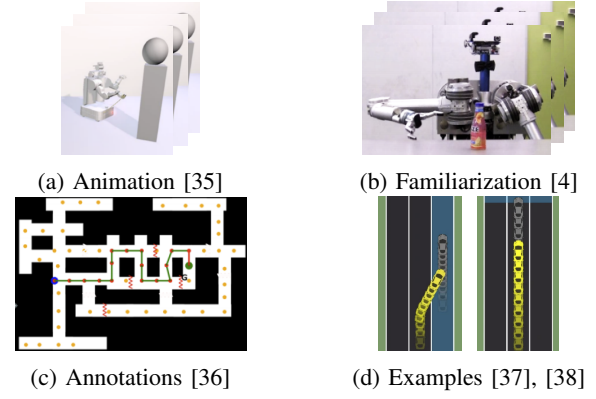 (a) Animation [35]
(b) Familiarization [4]
G
(c) Annotations [36]
(d) Examples [37], [38]